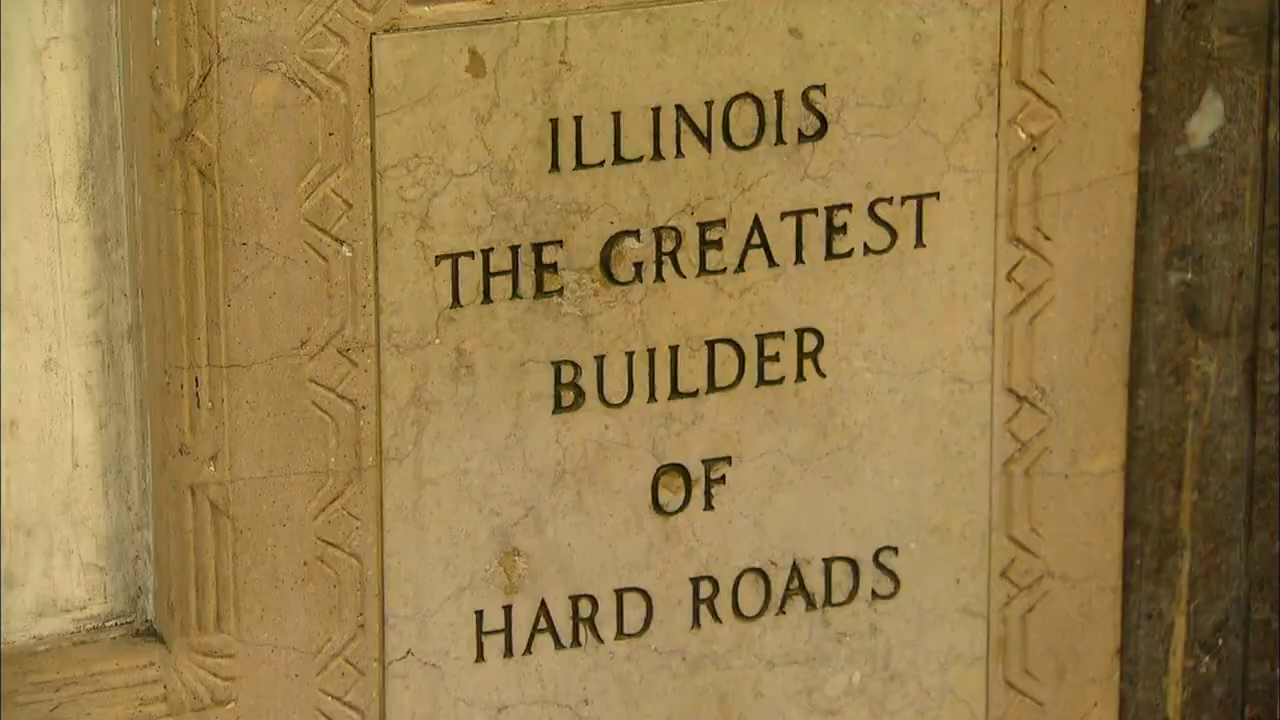 ILLINOIS
THE GREATEST
BUILDER
OF
HARD ROADS